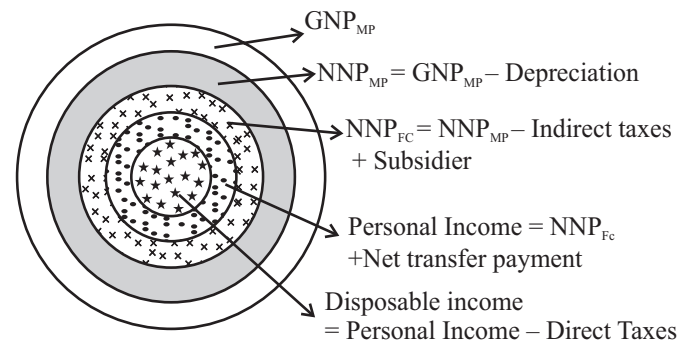 GNP_MP
NNP_MP = GNP_MP – Depreciation
NNP_FC = NNP_MP – Indirect taxes
+ Subsidier
Personal Income = NNP_Fc
+Net transfer payment
Disposable income
= Personal Income – Direct Taxes